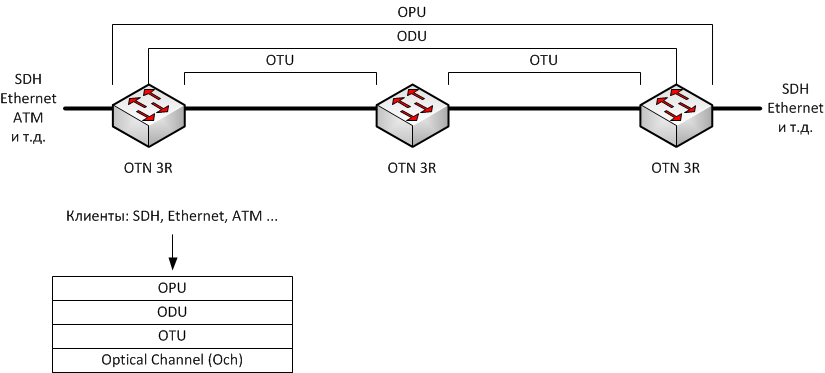 OPU
ODU
OTU
OTU
SDH
Ethernet
ATM
и т.д.
SDH
Ethernet
и т.д.
OTN 3R
OTN 3R
OTN 3R
Клиенты: SDH, Ethernet, ATM ...
OPU
ODU
OTU
Optical Channel (Och)